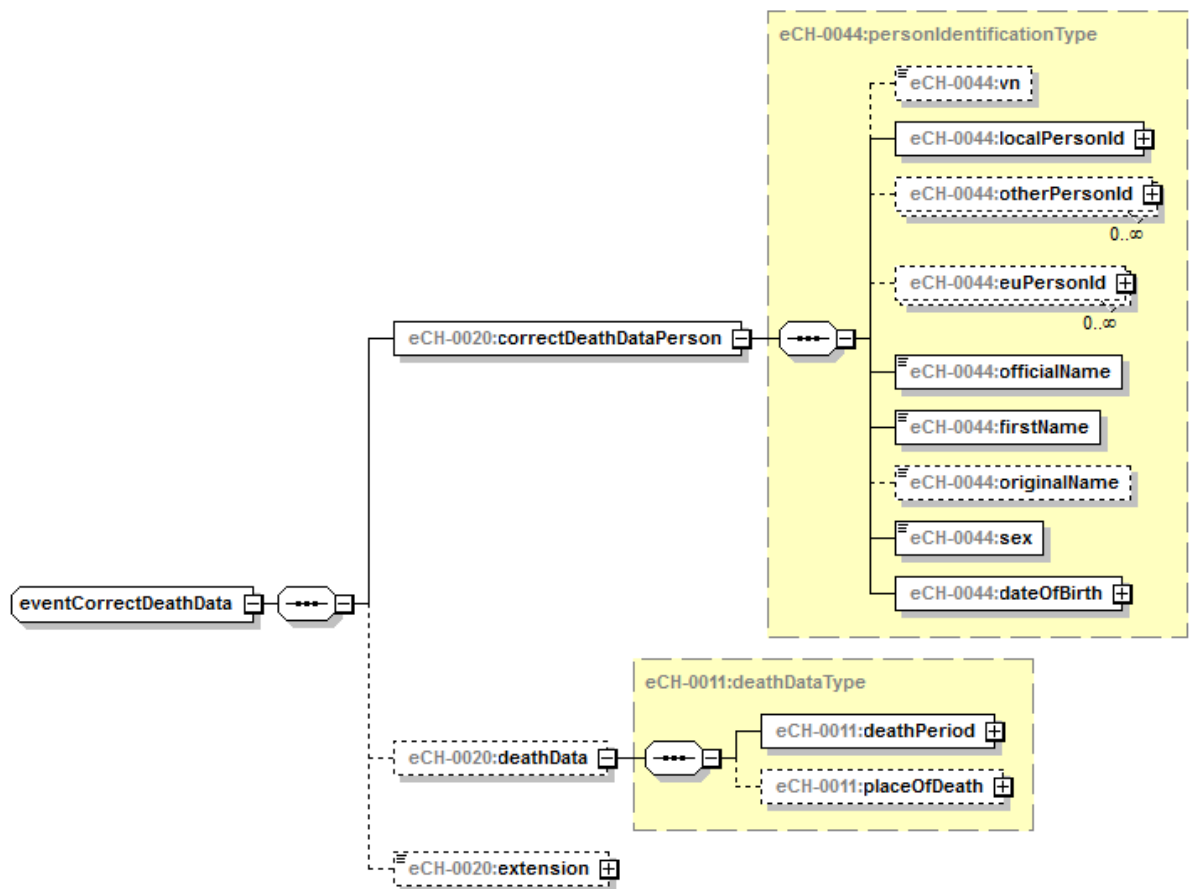 eCH-0044:personIdentificationType
eCH-0044:vn
eCH-0044:localPersonId
eCH-0044:otherPersonId
0..∞
eCH-0044:euPersonId
0..∞
eCH-0020:correctDeathDataPerson
eCH-0044:officialName
eCH-0044:firstName
eCH-0044:originalName
eCH-0044:sex
eCH-0044:dateOfBirth
eventCorrectDeathData
eCH-0011:deathDataType
eCH-0011:deathPeriod
eCH-0020:deathData
eCH-0011:placeOfDeath
eCH-0020:extension